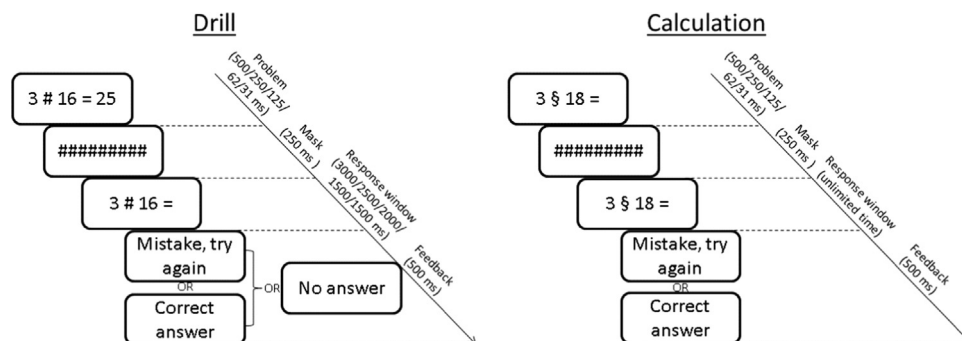 Drill
3 # 16 = 25
#########
3 # 16 =
Mistake, try
again
OR
Correct
answer
OR
No answer
Problem
(500/250/125/
62/31 ms)
Mask
(250 ms)
Response window
(3000/2500/2000/
1500/1500 ms)
Feedback
(500 ms)
Calculation
3 § 18 =
#########
3 § 18 =
Mistake, try
again
OR
Correct
answer
Problem
(500/250/125/
62/31 ms)
Mask
(250 ms)
Response window
(unlimited time)
Feedback
(500 ms)